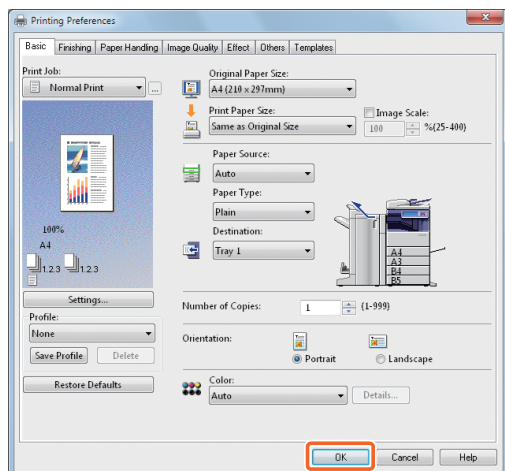 Printing Preferences
Basic Finishing Paper Handling Image Quality Effect Others Templates
Print Job:
Normal Print
...
100%
A4
1.2.3 1.2.3
Settings...
Profile:
None
Save Profile Delete
Restore Defaults
Original Paper Size:
A4 (210 x 297mm)
Print Paper Size:
Same as Original Size
Image Scale:
100 %(25-400)
Paper Source:
Auto
Paper Type:
Plain
Destination:
Tray 1
A4
A3
B4
B5
Number of Copies: 1 (1-999)
Orientation:
Portrait Landscape
Color:
Auto Details...
OK Cancel Help